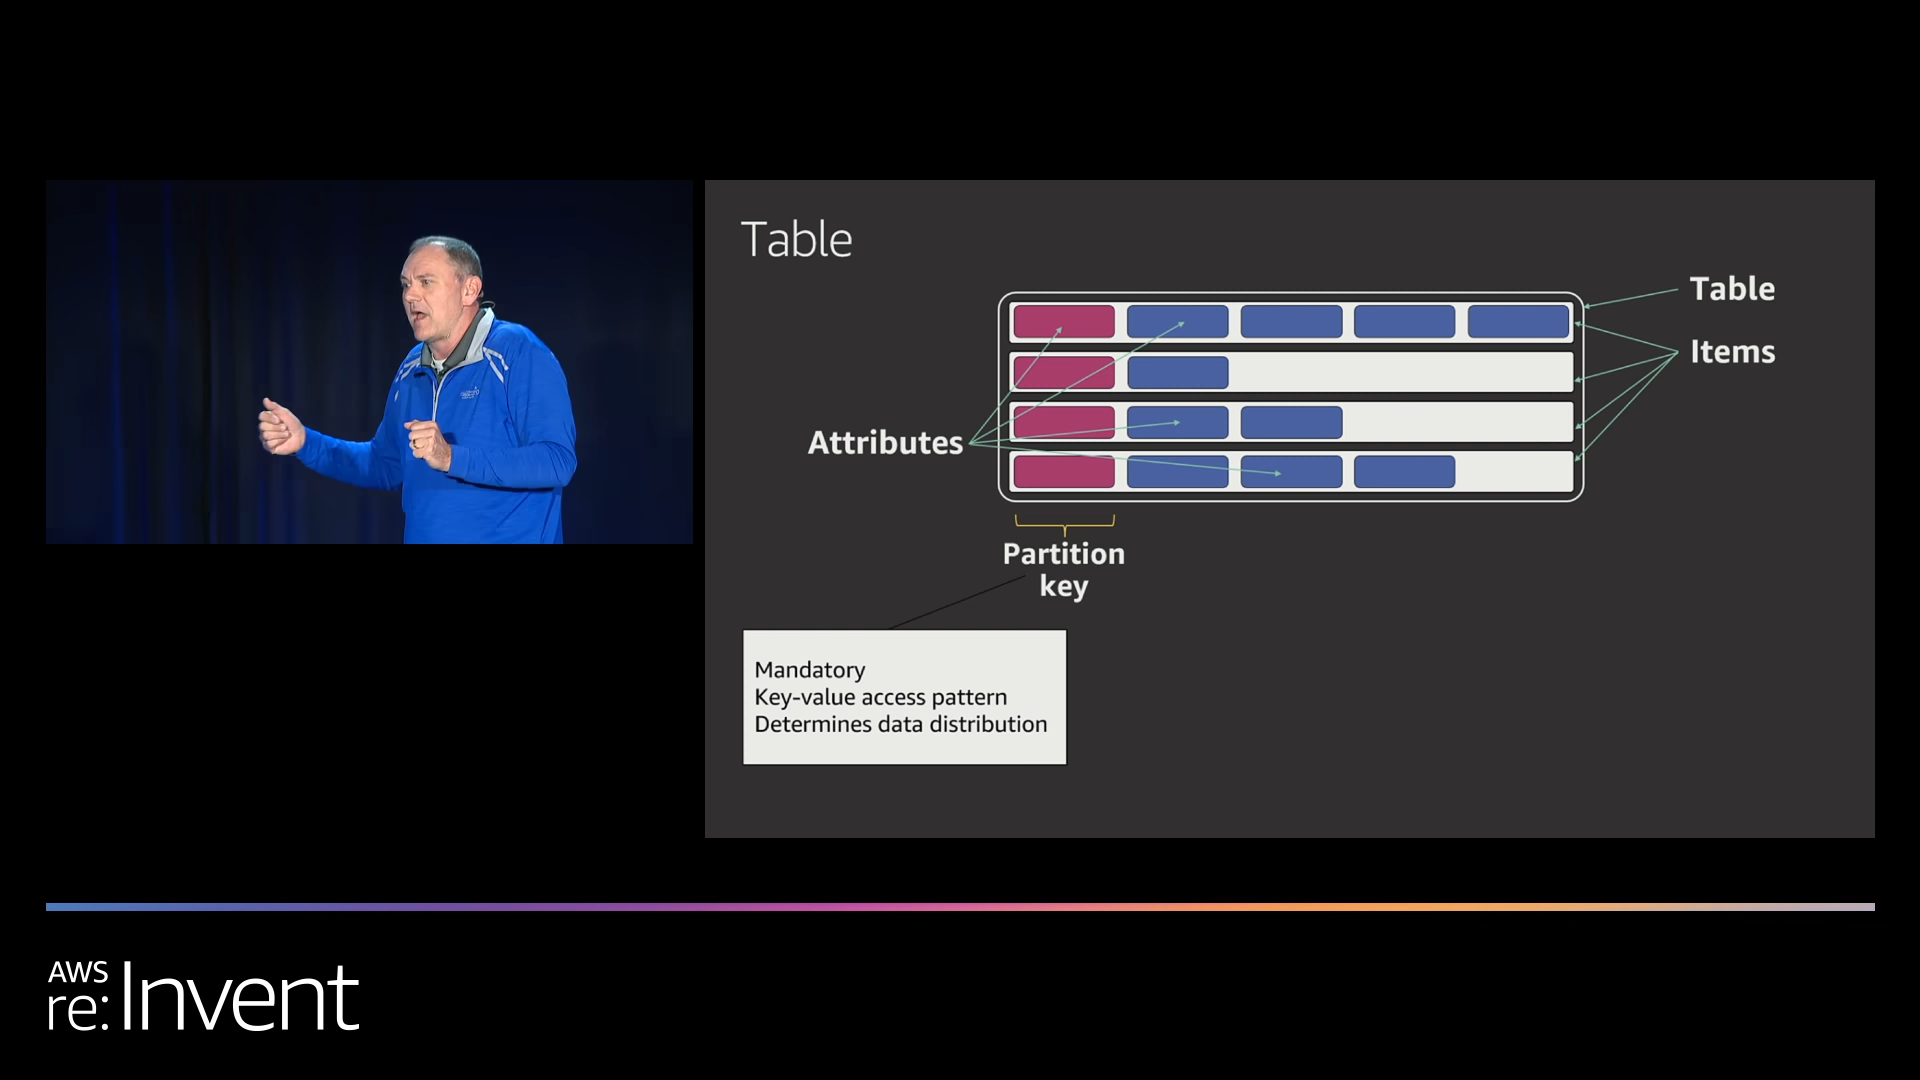 Table
Table
Items
Attributes
Partition
key
Mandatory
Key-value access pattern
Determines data distribution
AWS
re:Invent